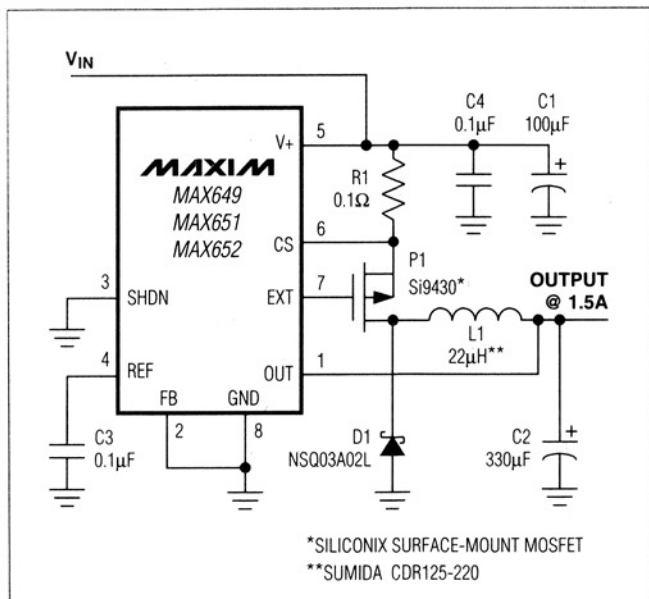 VIN
MAXIM
MAX649
MAX651
MAX652
V+
5
CS
6
EXT
7
OUT
1
3
SHDN
4
REF
FB
2
GND
8
C3
0.1µF
R1
0.1Ω
C4
0.1µF
C1
100µF
+
P1
Si9430*
OUTPUT
@ 1.5A
L1
22µH**
D1
NSQ03A02L
C2
330µF
+
*SILICONIX SURFACE-MOUNT MOSFET
**SUMIDA CDR125-220